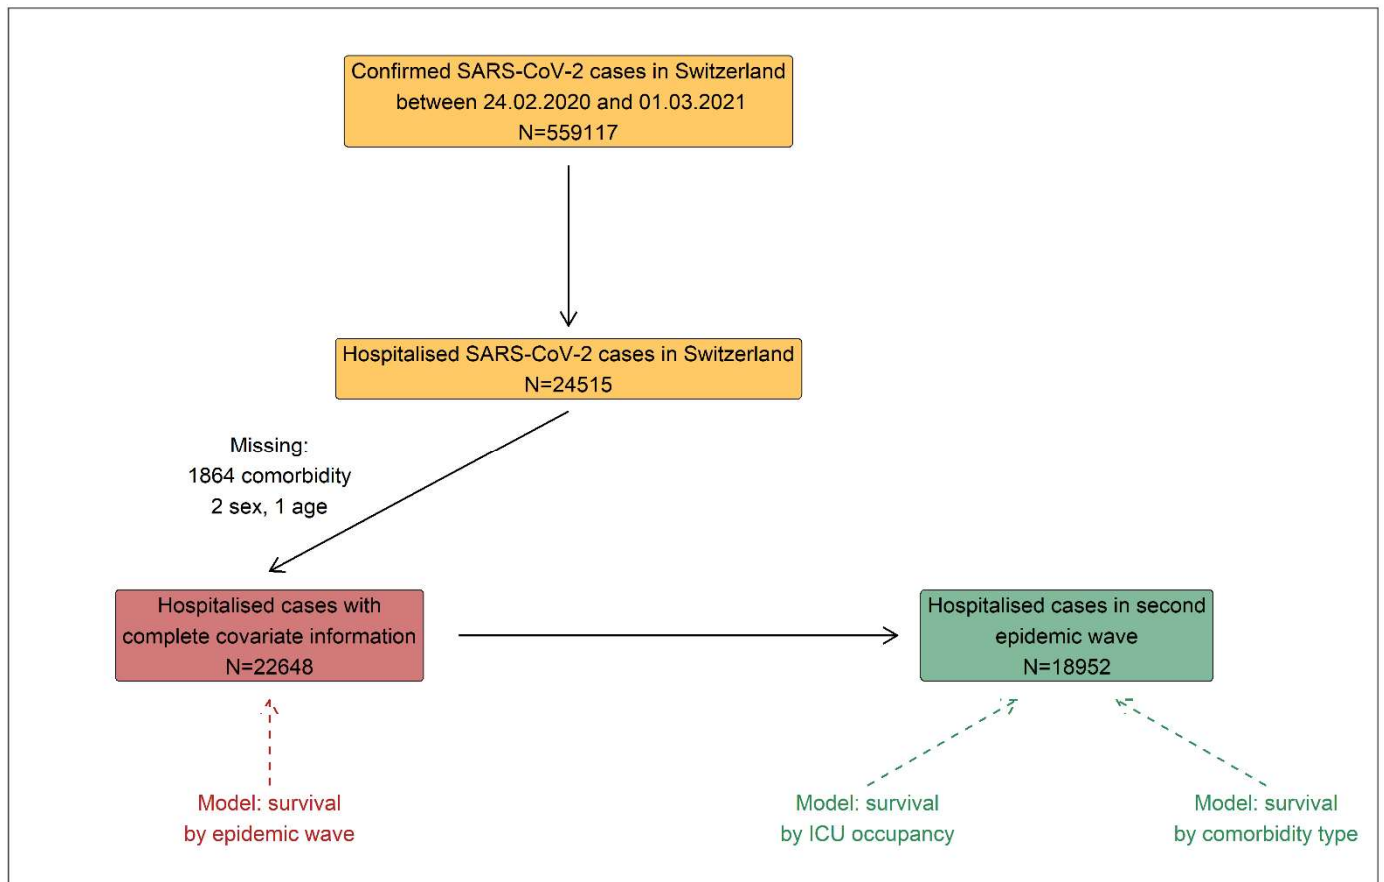 Confirmed SARS-CoV-2 cases in Switzerland
between 24.02.2020 and 01.03.2021
N=559117
Hospitalised SARS-CoV-2 cases in Switzerland
N=24515
Missing:
1864 comorbidity
2 sex, 1 age
Hospitalised cases with
complete covariate information
N=22648
Hospitalised cases in second
epidemic wave
N=18952
Model: survival
by epidemic wave
Model: survival
by ICU occupancy
Model: survival
by comorbidity type